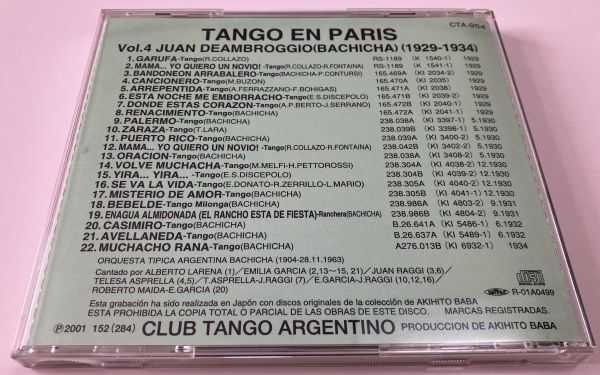 CTA-954
TANGO EN PARIS
Vol.4 JUAN DEAMBROGGIO(BACHICHA) (1929-1934)
1. GARUFA-Tango(R.COLLAZO) RS-1189 (K 1540-1) 1929
2. MAMA... YO QUIERO UN NOVIO! -Tango(R.COLLAZO-R.FONTAINA) RS-1189 (K 1541-1) 1929
3. BANDONEON ARRABALERO-Tango(BACHICHA-P.CONTURSI) 165.469A (KI 2034-2) 1929
4. CANCIONERO-Tango(M.BUZON) 165.470A (KI 2035) 1929
5. ARREPENTIDA-Tango(A.FERRAZZANO-F.BOHIGAS) 165.471A (KI 2038) 1929
6. ESTA NOCHE ME EMBORRACHO-Tango(E.S.DISCEPOLO) 165.471B (KI 2039-2) 1929
7. DONDE ESTAS CORAZON-Tango(A.P.BERTO-J.SERRANO) 165.472B (KI 2040-1) 1929
8. RENACIMIENTO-Tango(BACHICHA) 165.472A (KI 2041-1) 1929
9. PALERMO-Tango(BACHICHA) 238.039A (KI 3397-1) 5.1930
10. ZARAZA-Tango(T.LARA) 238.039B (KI 3398-1) 5.1930
11. PUERTO RICO-Tango(BACHICHA) 238.039A (KI 3400-2) 5.1930
12. MAMA... YO QUIERO UN NOVIO! -Tango(R.COLLAZO-R.FONTAINA) 238.042B (KI 3402-2) 5.1930
13. ORACION-Tango(BACHICHA) 238.038A (KI 3408-2) 5.1930
14. VOLVE MUCHACHA-Tango(M.MELFI-H.PETTOROSSI) 238.304A (KI 4038-2) 12.1930
15. YIRA... YIRA... -Tango(E.S.DISCEPOLO) 238.304B (KI 4039-2) 12.1930
16. SE VA LA VIDA-Tango(E.DONATO-R.ZERRILLO-L.MARIO) 238.305A (KI 4040-2) 12.1930
17. MISTERIO DE AMOR-Tango(BACHICHA) 238.305B (KI 4041-1) 12.1930
18. BEBELDE-Tango Milonga(BACHICHA) 238.986A (KI 4803-2) 9.1931
19. ENAGUA ALMIDONADA (EL RANCHO ESTA DE FIESTA)-Ranchera(BACHICHA) 238.986B (KI 4804-2) 9.1931
20. CASIMIRO-Tango(BACHICHA) B.26.641A (KI 5486-1) 6.1932
21. AVELLANEDA-Tango(BACHICHA) B.26.637A (KI 5489-1) 6.1932
22. MUCHACHO RANA-Tango(BACHICHA) A276.013B (KI 6932-1) 1934
ORQUESTA TIPICA ARGENTINA BACHICHA (1904-28.11.1963)
Cantado por ALBERTO LARENA (1) /EMILIA GARCIA (2,13~15, 21)/JUAN RAGGI (3,6)/
TELESA ASPRELLA (4,5)/ T.ASPRELLA-J.RAGGI (7) /E.GARCIA-J.RAGGI (10,12,16)/
ROBERTO MAIDA-E.GARCIA (20)
COMPACT disc DIGITAL AUDIO
R-01A0499
Esta grabación ha sido realizada en Japón con discos originales de la colección de AKIHITO BABA
ESTA PROHIBIDA LA COPIA TOTAL O PARCIAL DE LAS OBRAS DE ESTE DISCO. MARCAS REGISTRADAS.
Ⓟ2001 152 (284) CLUB TANGO ARGENTINO PRODUCCION DE AKIHITO BABA